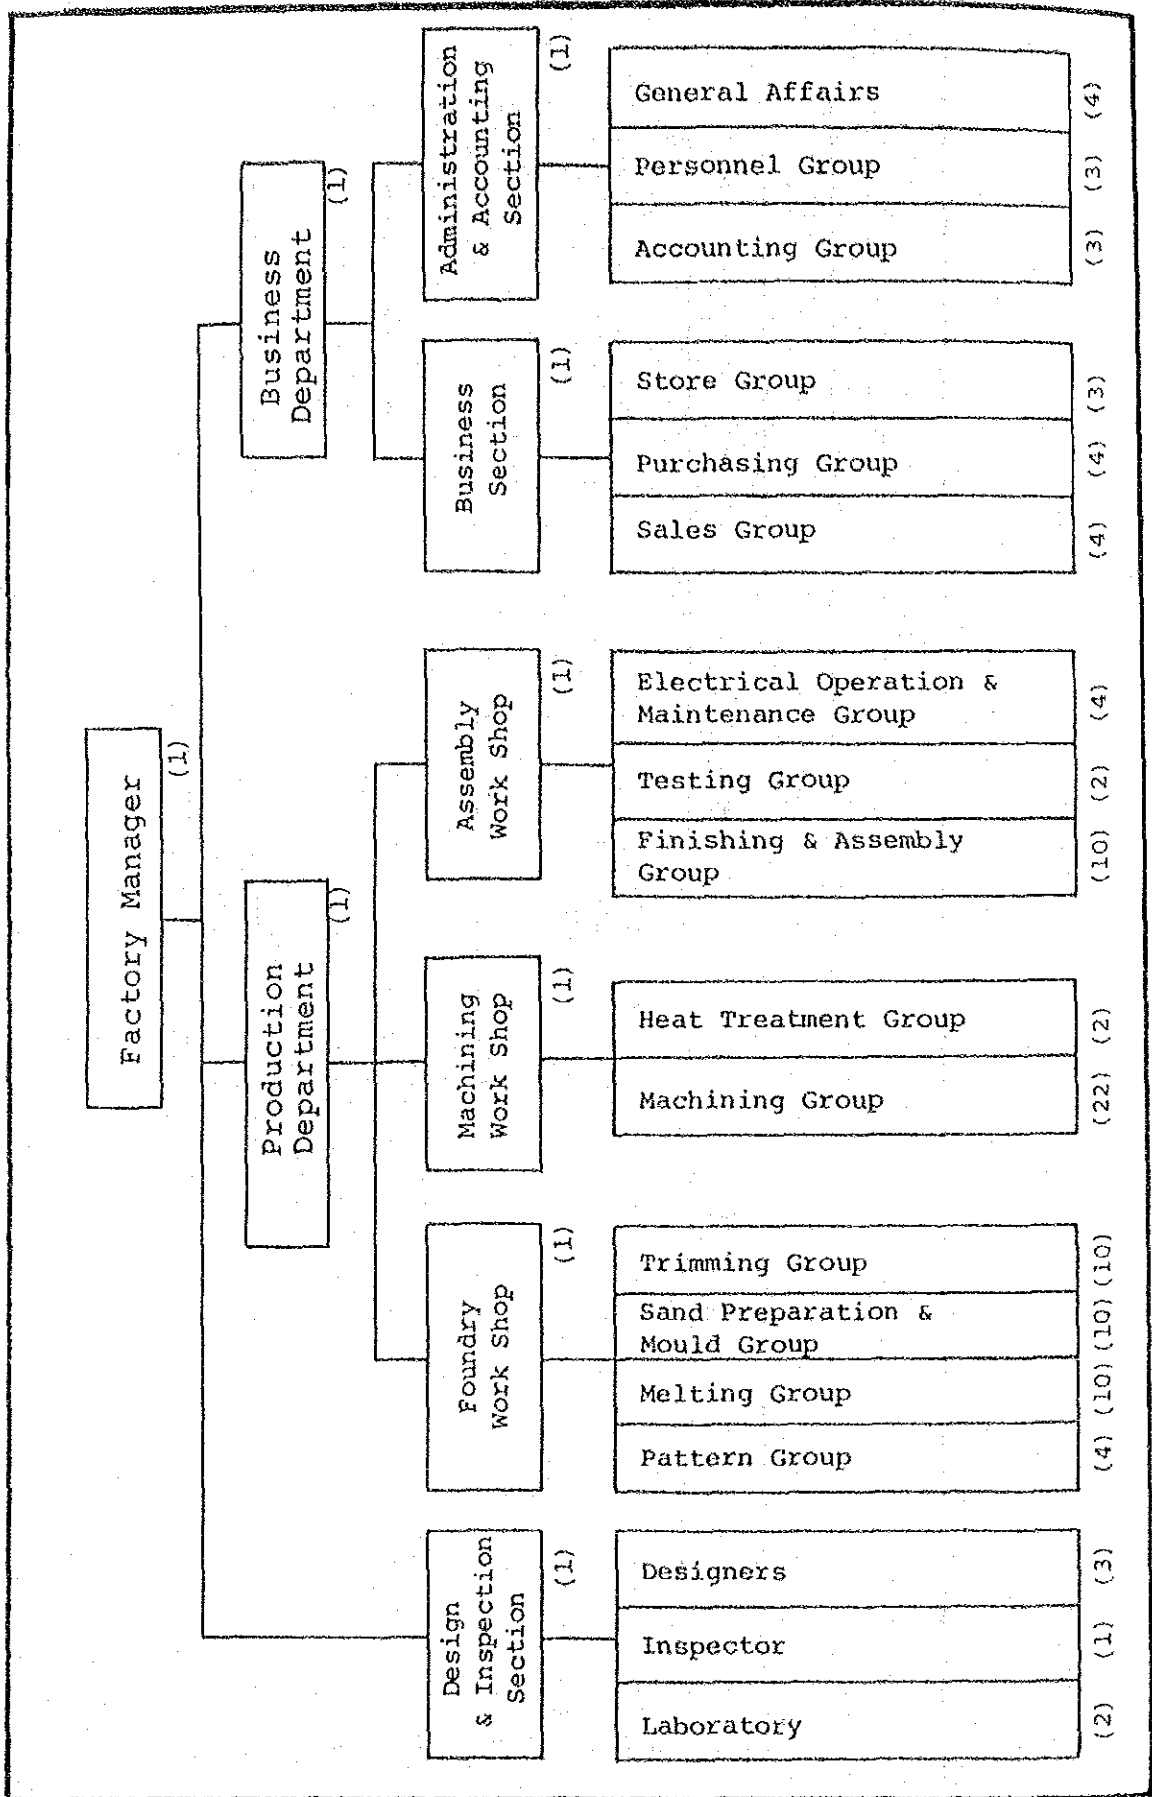 Factory Manager
(1)
Production
Department
(1)
Business
Department
(1)
Design
& Inspection
Section
(1)
Foundry
Work Shop
(1)
Machining
Work Shop
(1)
Assembly
Work Shop
(1)
Business
Section
(1)
Administration
& Accounting
Section
(1)
Laboratory
(2)
Inspector
(1)
Designers
(3)
Pattern Group
(4)
Melting Group
(10)
Sand Preparation &
Mould Group
(10)
Trimming Group
(10)
Machining Group
(22)
Heat Treatment Group
(2)
Finishing & Assembly
Group
(10)
Testing Group
(2)
Electrical Operation &
Maintenance Group
(4)
Sales Group
(4)
Purchasing Group
(4)
Store Group
(3)
Accounting Group
(3)
Personnel Group
(3)
General Affairs
(4)